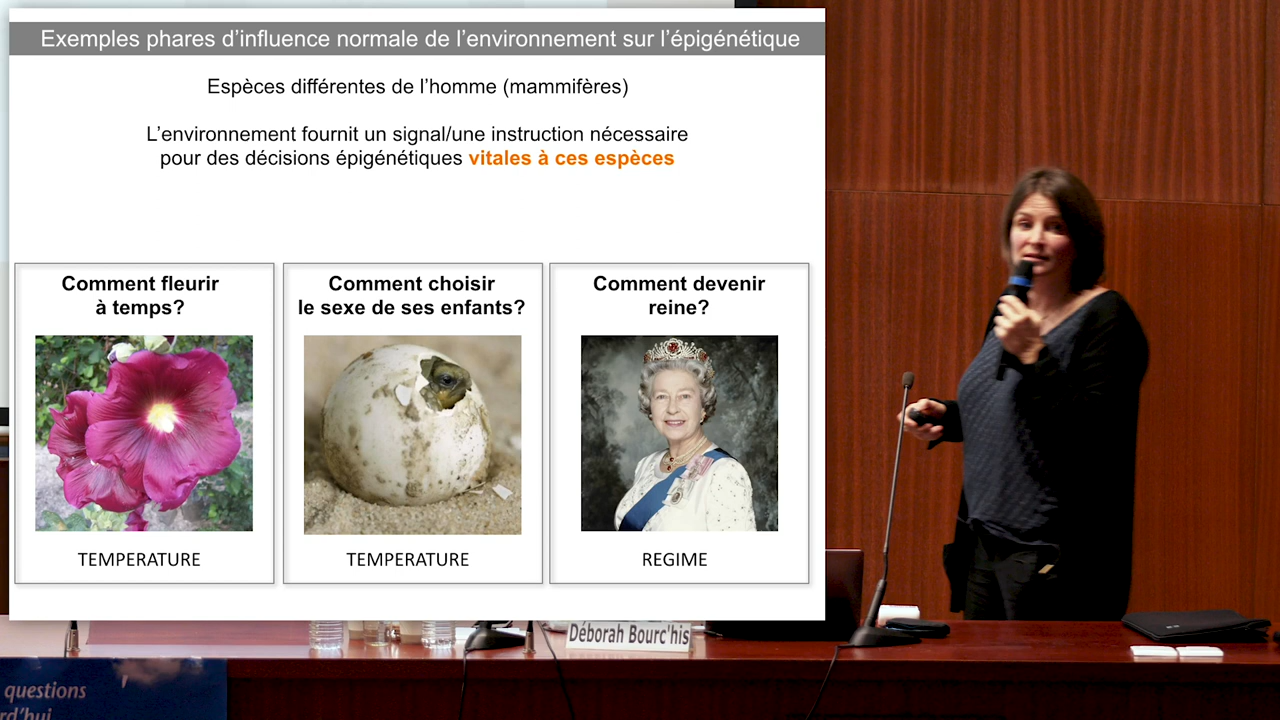 Exemples phares d'influence normale de l'environnement sur l'épigénétique
Espèces différentes de l'homme (mammifères)
L'environnement fournit un signal/une instruction nécessaire
pour des décisions épigénétiques vitales à ces espèces
Comment fleurir
à temps?
TEMPERATURE
Comment choisir
le sexe de ses enfants?
TEMPERATURE
Comment devenir
reine?
REGIME
Déborah Bourc'his
questions
rd'hui